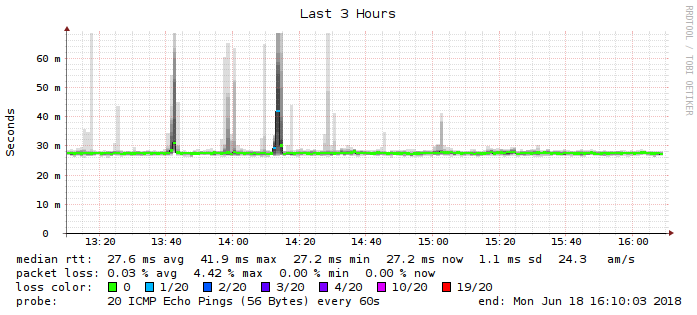 Last 3 Hours
RRDTOOL / TOBI OETIKER
Seconds
60 m
50 m
40 m
30 m
20 m
10 m
0
13:20 13:40 14:00 14:20 14:40 15:00 15:20 15:40 16:00
median rtt: 27.6 ms avg 41.9 ms max 27.2 ms min 27.2 ms now 1.1 ms sd 24.3 am/s
packet loss: 0.03 % avg 4.42 % max 0.00 % min 0.00 % now
loss color: 0 1/20 2/20 3/20 4/20 10/20 19/20
probe: 20 ICMP Echo Pings (56 Bytes) every 60s end: Mon Jun 18 16:10:03 2018